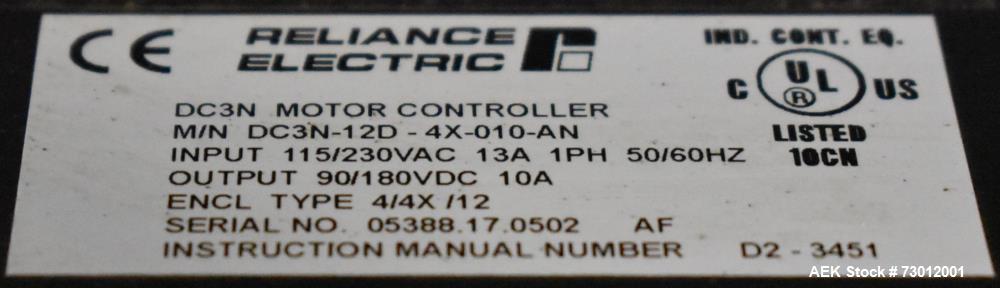 CE RELIANCE ELECTRIC IND. CONT. EQ.
C UL ® US
LISTED
10CN
DC3N MOTOR CONTROLLER
M/N DC3N-12D - 4X-010-AN
INPUT 115/230VAC 13A 1PH 50/60HZ
OUTPUT 90/180VDC 10A
ENCL TYPE 4/4X /12
SERIAL NO. 05388.17.0502 AF
INSTRUCTION MANUAL NUMBER D2 - 3451
AEK Stock # 73012001